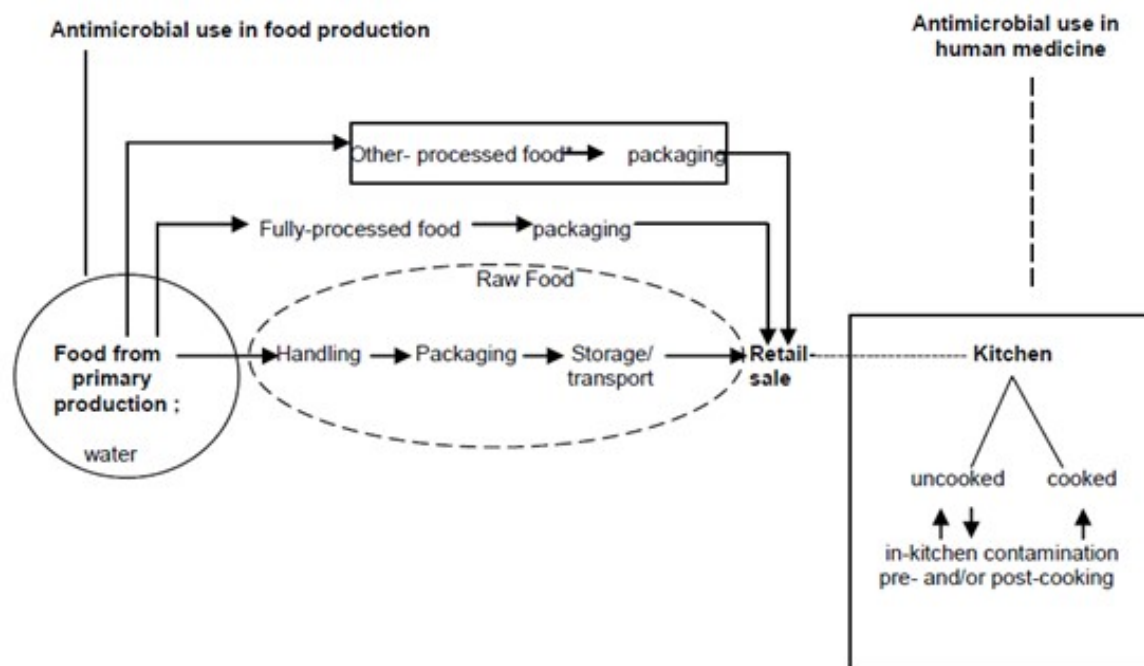 Antimicrobial use in food production
Antimicrobial use in
human medicine
Other- processed food* packaging
Fully-processed food packaging
Raw Food
Food from
primary
production ;
water
Handling
Packaging
Storage/
transport
Retail-
sale
Kitchen
uncooked cooked
in-kitchen contamination
pre- and/or post-cooking